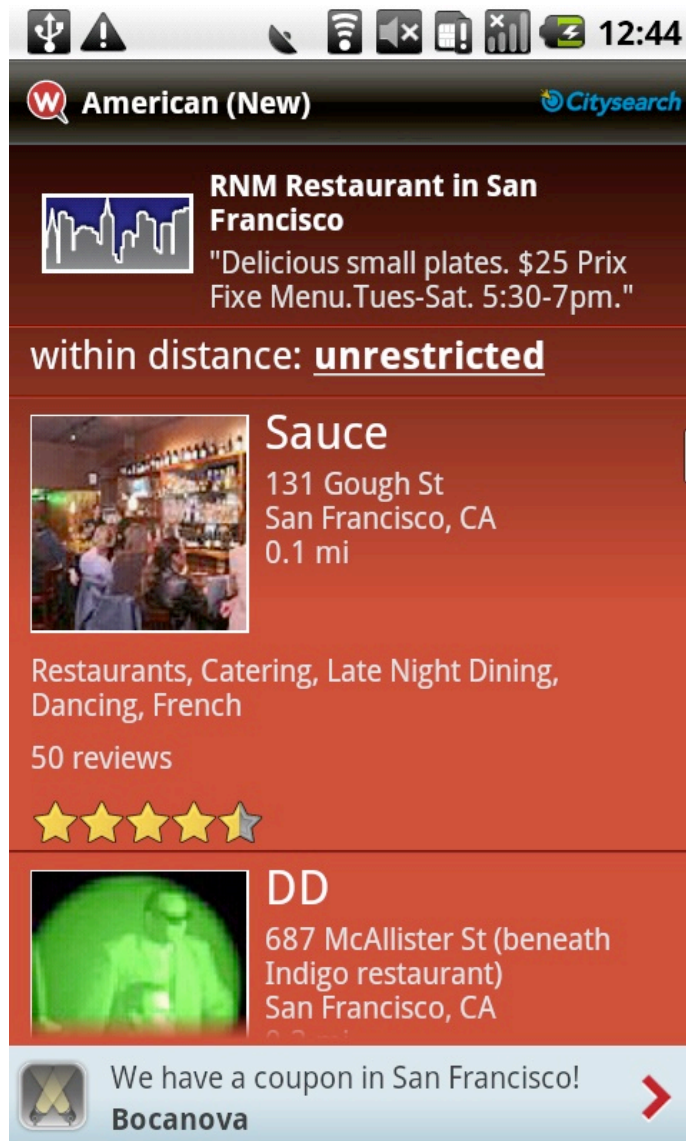 12:44
W American (New) Citysearch
RNM Restaurant in San
Francisco
"Delicious small plates. $25 Prix
Fixe Menu.Tues-Sat. 5:30-7pm."
within distance: unrestricted
Sauce
131 Gough St
San Francisco, CA
0.1 mi
Restaurants, Catering, Late Night Dining,
Dancing, French
50 reviews
DD
687 McAllister St (beneath
Indigo restaurant)
San Francisco, CA
We have a coupon in San Francisco!
Bocanova